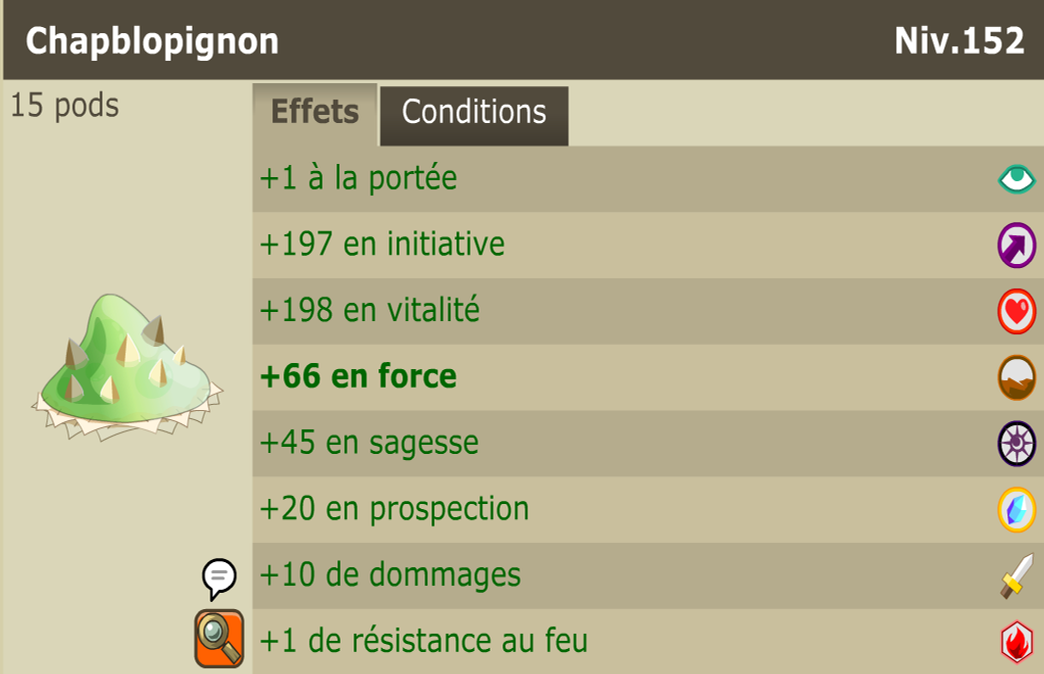 Chapblopignon
Niv.152
15 pods
Effets
Conditions
+1 à la portée
+197 en initiative
+198 en vitalité
+66 en force
+45 en sagesse
+20 en prospection
+10 de dommages
+1 de résistance au feu